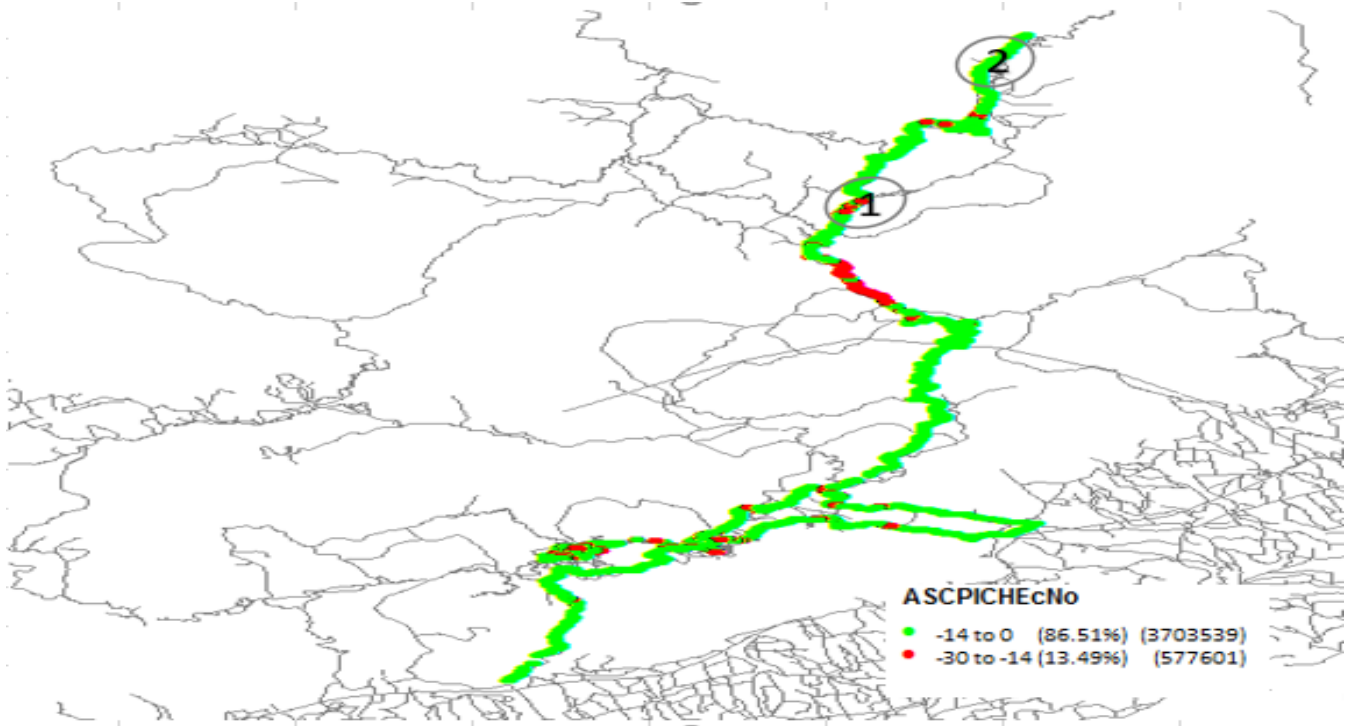 2
1
ASCPICHEcNo
-14 to 0 (86.51%) (3703539)
-30 to -14 (13.49%) (577601)